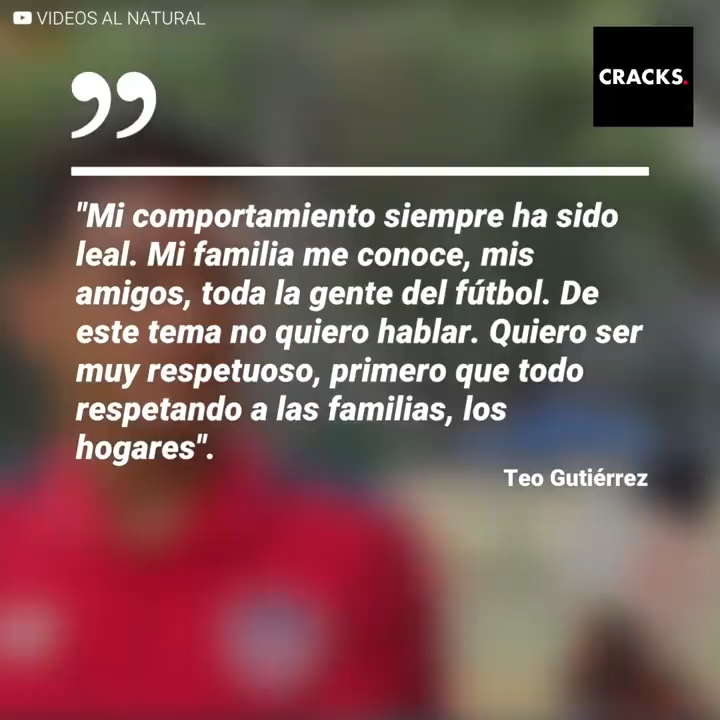 VIDEOS AL NATURAL
CRACKS.
"Mi comportamiento siempre ha sido
leal. Mi familia me conoce, mis
amigos, toda la gente del fútbol. De
este tema no quiero hablar. Quiero ser
muy respetuoso, primero que todo
respetando a las familias, los
hogares".
Teo Gutiérrez